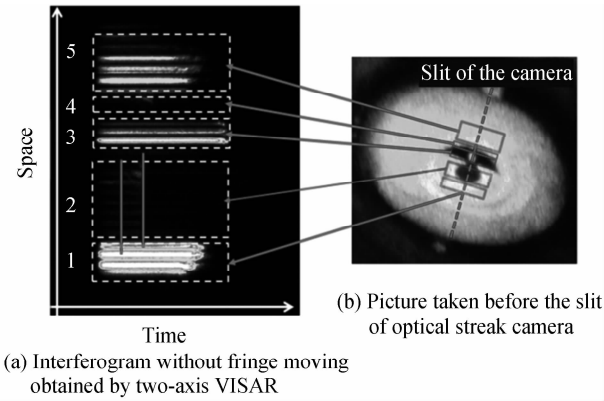 5
4
3
2
1
Space
Time
(a) Interferogram without fringe moving
obtained by two-axis VISAR
Slit of the camera
(b) Picture taken before the slit
of optical streak camera